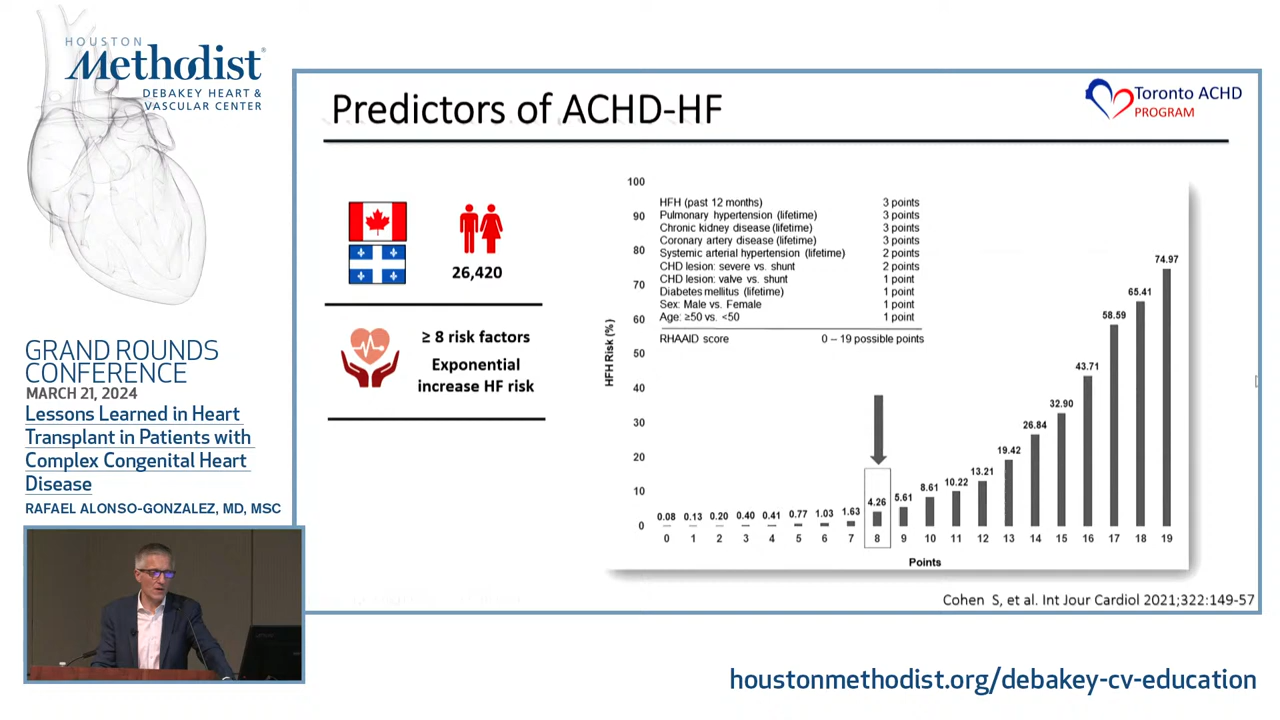 HOUSTON
Methodist®
DEBAKEY HEART &
VASCULAR CENTER
GRAND ROUNDS
CONFERENCE
MARCH 21, 2024
Lessons Learned in Heart
Transplant in Patients with
Complex Congenital Heart
Disease
RAFAEL ALONSO-GONZALEZ, MD, MSC
Predictors of ACHD-HF
Toronto ACHD
PROGRAM
26,420
≥ 8 risk factors
Exponential
increase HF risk
HFH (past 12 months) 3 points
Pulmonary hypertension (lifetime) 3 points
Chronic kidney disease (lifetime) 3 points
Coronary artery disease (lifetime) 3 points
Systemic arterial hypertension (lifetime) 2 points
CHD lesion: severe vs. shunt 2 points
CHD lesion: valve vs. shunt 1 point
Diabetes mellitus (lifetime) 1 point
Sex: Male vs. Female 1 point
Age: ≥50 vs. <50 1 point
RHAAID score 0 – 19 possible points
HFH Risk (%)
100
90
80
70
60
50
40
30
20
10
0
0.08 0.13 0.20 0.40 0.41 0.77 1.03 1.63 4.26 5.61 8.61 10.22 13.21 19.42 26.84 32.90 43.71 58.59 65.41 74.97
0 1 2 3 4 5 6 7 8 9 10 11 12 13 14 15 16 17 18 19
Points
Cohen S, et al. Int Jour Cardiol 2021;322:149-57
houstonmethodist.org/debakey-cv-education